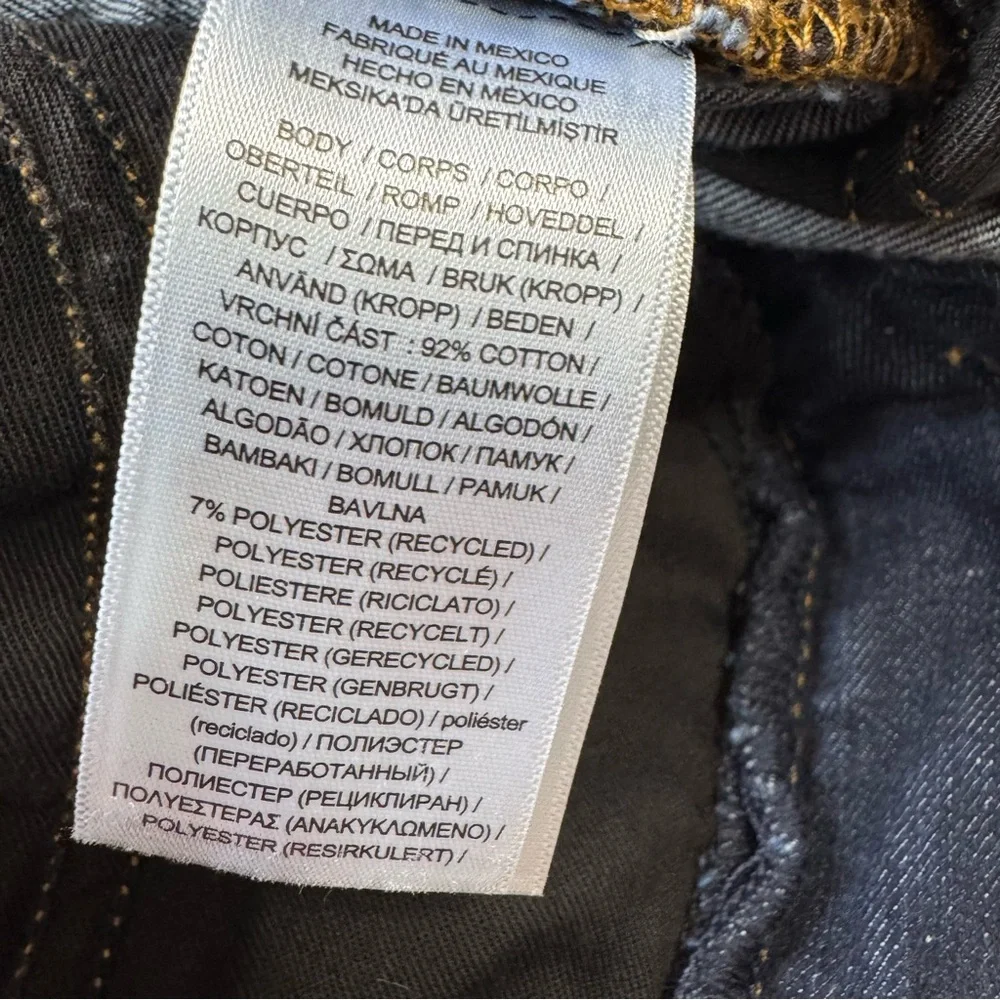 MADE IN MEXICO
FABRIQUÉ AU MEXIQUE
HECHO EN MÉXICO
MEKSIKA'DA ÜRETİLMİŞTİR
BODY / CORPS / CORPO /
OBERTEIL / ROMP / HOVEDDEL /
CUERPO / ПЕРЕД И СПИНКА /
КОРПУС / ΣΩΜΑ / BRUK (KROPP) /
ANVÄND (KROPP) / BEDEN /
VRCHNÍ ČÁST : 92% COTTON /
COTON / COTONE / BAUMWOLLE /
KATOEN / BOMULD / ALGODÓN /
ALGODÃO / ХЛОПОК / ПАМУК /
BAMBAKI / BOMULL / PAMUK /
BAVLNA
7% POLYESTER (RECYCLED) /
POLYESTER (RECYCLÉ) /
POLIESTERE (RICICLATO) /
POLYESTER (RECYCELT) /
POLYESTER (GERECYCLED) /
POLYESTER (GENBRUGT) /
POLIÉSTER (RECICLADO) / poliéster
(reciclado) / ПОЛИЭСТЕР
(ПЕРЕРАБОТАННЫЙ) /
ПОЛИЕСТЕР (РЕЦИКЛИРАН) /
ΠΟΛΥΕΣΤΕΡΑΣ (ΑΝΑΚΥΚΛΩΜΕΝΟ) /
POLYESTER (RESIRKULERT) /